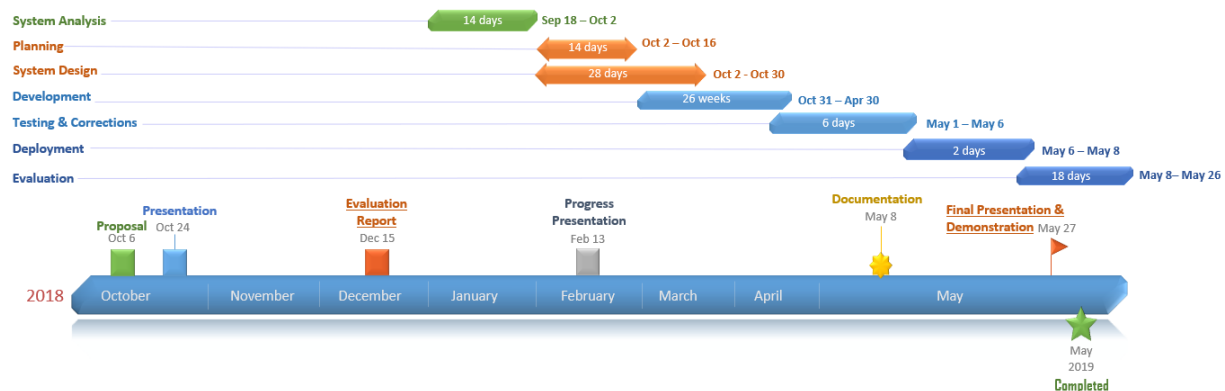 System Analysis 14 days Sep 18 – Oct 2
Planning 14 days Oct 2 – Oct 16
System Design 28 days Oct 2 - Oct 30
Development 26 weeks Oct 31 – Apr 30
Testing & Corrections 6 days May 1 – May 6
Deployment 2 days May 6 – May 8
Evaluation 18 days May 8– May 26
Proposal
Oct 6
Presentation
Oct 24
Evaluation
Report
Dec 15
Progress
Presentation
Feb 13
Documentation
May 8
Final Presentation &
Demonstration May 27
2018 October November December January February March April May
May
2019
Completed